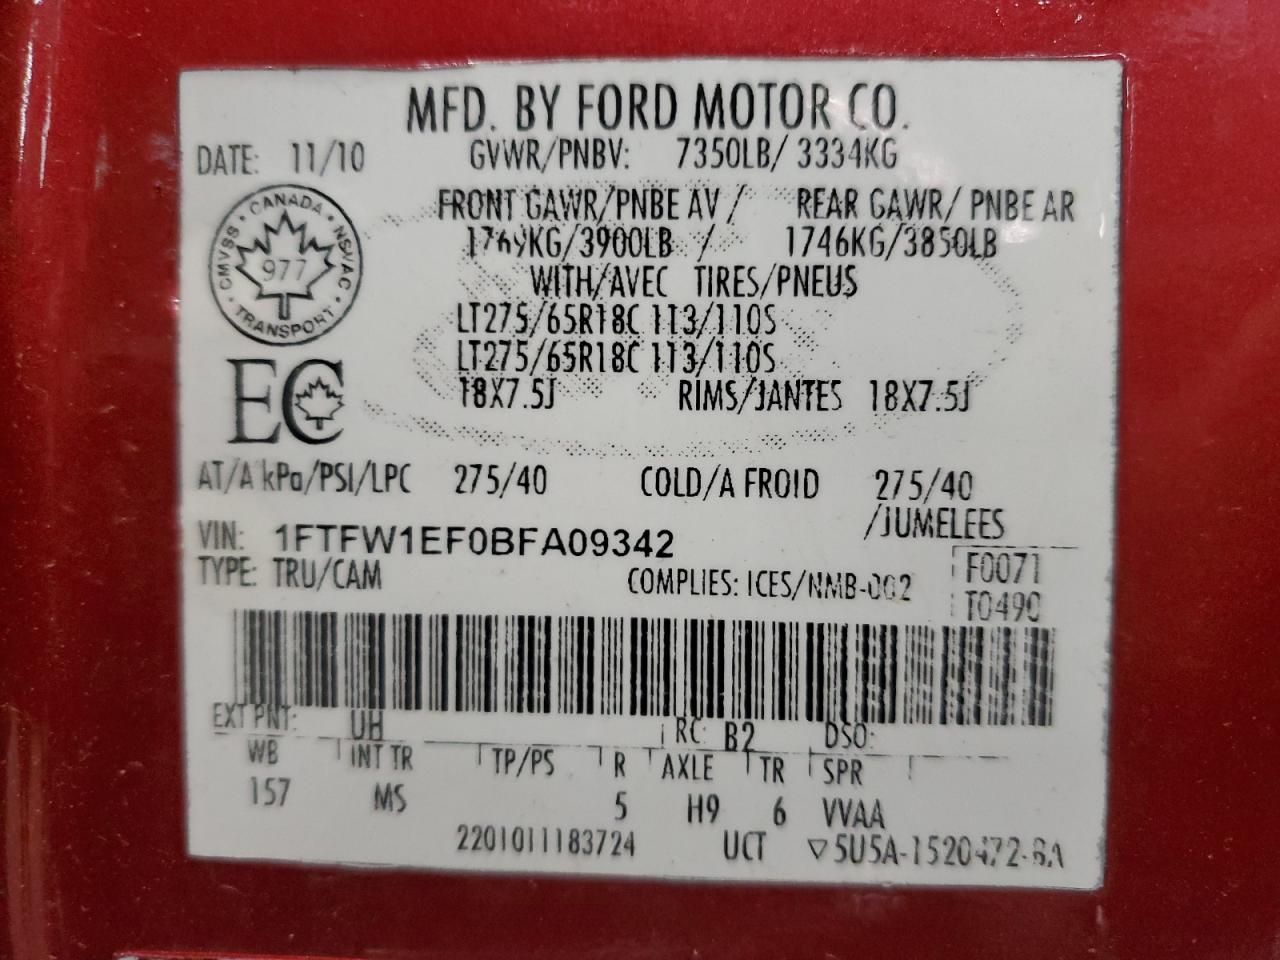 MFD. BY FORD MOTOR CO.
DATE: 11/10 GVWR/PNBV: 7350LB/ 3334KG
FRONT GAWR/PNBE AV / REAR GAWR/ PNBE AR
1769KG/3900LB / 1746KG/3850LB
WITH/AVEC TIRES/PNEUS
LT275/65R18C 113/110S
LT275/65R18C 113/110S
18X7.5J RIMS/JANTES 18X7.5J
CANADA
CMVSS • NSVAC
977
TRANSPORT
EC
AT/A kPa/PSI/LPC 275/40 COLD/A FROID 275/40
/JUMELEES
VIN: 1FTFW1EF0BFA09342
TYPE: TRU/CAM COMPLIES: ICES/NMB-002
F0071
T0490
EXT PNT: UH RC: B2 DSO:
WB INT TR TP/PS R AXLE TR SPR
157 MS 5 H9 6 VVAA
2201011183724 UCT ▽5U5A-1520472-BA